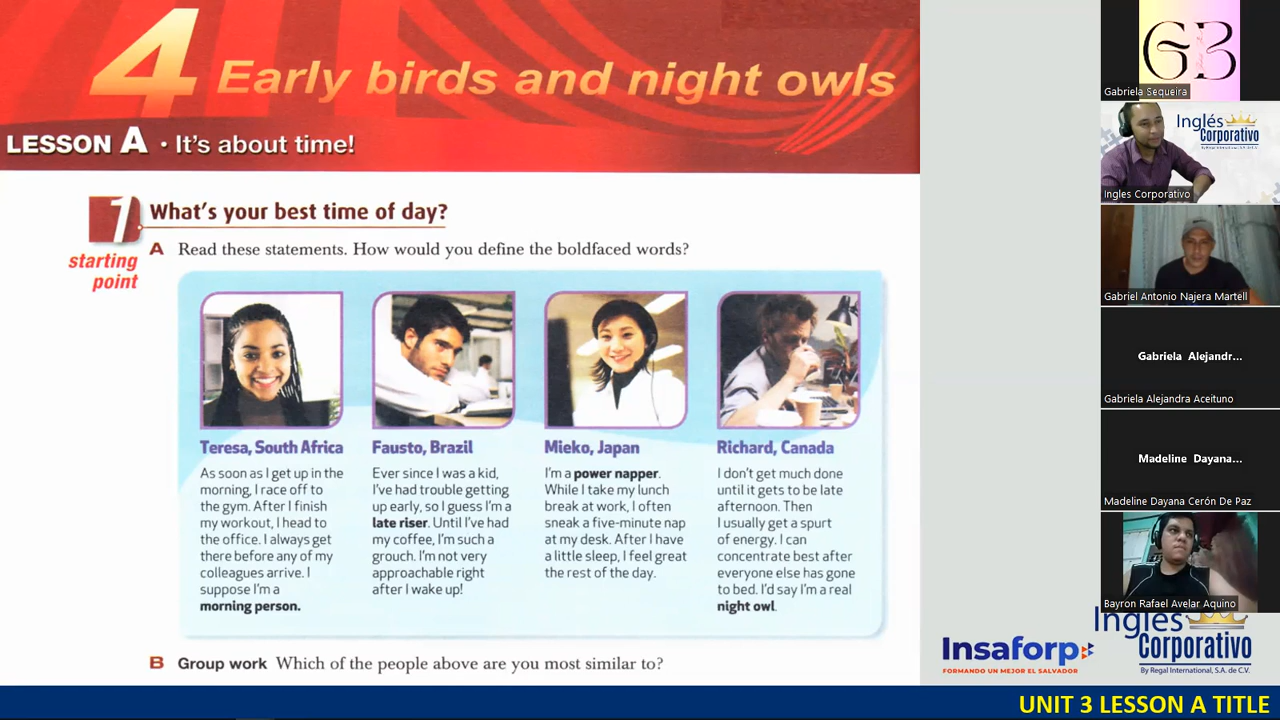 4 Early birds and night owls
LESSON A · It's about time!
1 What's your best time of day?
starting
point
A Read these statements. How would you define the boldfaced words?
Teresa, South Africa
As soon as I get up in the
morning, I race off to
the gym. After I finish
my workout, I head to
the office. I always get
there before any of my
colleagues arrive. I
suppose I'm a
morning person.
Fausto, Brazil
Ever since I was a kid,
I've had trouble getting
up early, so I guess I'm a
late riser. Until I've had
my coffee, I'm such a
grouch. I'm not very
approachable right
after I wake up!
Mieko, Japan
I'm a power napper.
While I take my lunch
break at work, I often
sneak a five-minute nap
at my desk. After I have
a little sleep, I feel great
the rest of the day.
Richard, Canada
I don't get much done
until it gets to be late
afternoon. Then
I usually get a spurt
of energy. I can
concentrate best after
everyone else has gone
to bed. I'd say I'm a real
night owl.
B Group work Which of the people above are you most similar to?
GB
Gabriela Sequeira
Inglés
Corporativo
By Regal International, S.A. de C.V.
Ingles Corporativo
Gabriel Antonio Najera Martell
Gabriela Alejandr...
Gabriela Alejandra Aceituno
Madeline Dayana...
Madeline Dayana Cerón De Paz
Bayron Rafael Avelar Aquino
Insaforp
FORMANDO UN MEJOR EL SALVADOR
Inglés
Corporativo
By Regal International, S.A. de C.V.
UNIT 3 LESSON A TITLE